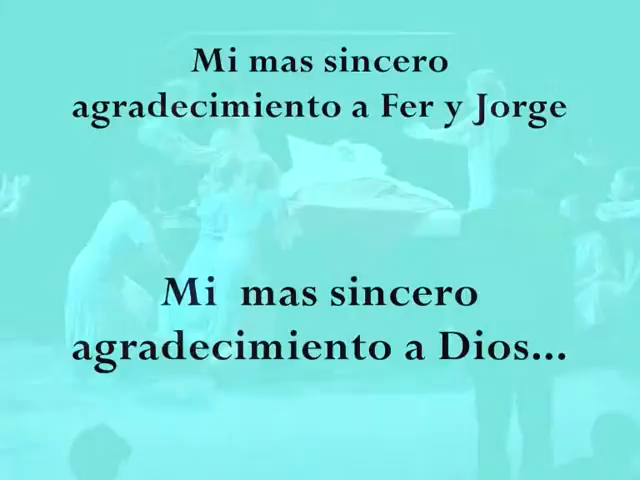 Mi mas sincero
agradecimiento a Fer y Jorge
Mi mas sincero
agradecimiento a Dios...